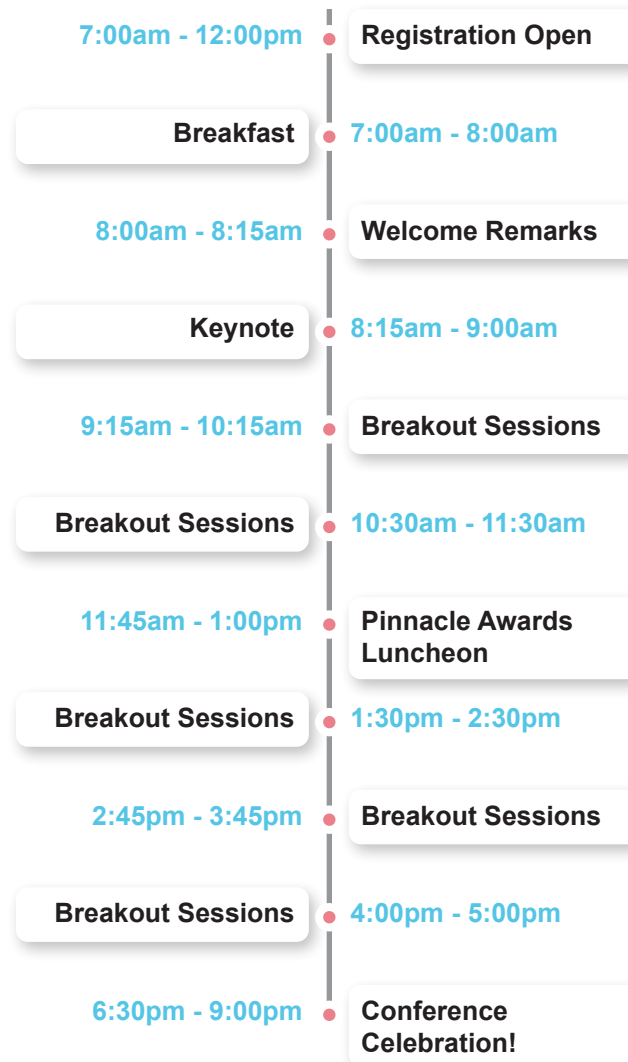 7:00am - 12:00pm
Registration Open
Breakfast
7:00am - 8:00am
8:00am - 8:15am
Welcome Remarks
Keynote
8:15am - 9:00am
9:15am - 10:15am
Breakout Sessions
Breakout Sessions
10:30am - 11:30am
11:45am - 1:00pm
Pinnacle Awards
Luncheon
Breakout Sessions
1:30pm - 2:30pm
2:45pm - 3:45pm
Breakout Sessions
Breakout Sessions
4:00pm - 5:00pm
6:30pm - 9:00pm
Conference
Celebration!